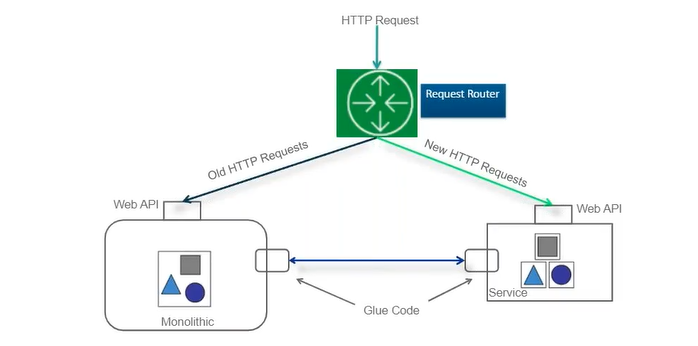 HTTP Request
Request Router
Old HTTP Requests
New HTTP Requests
Web API
Web API
Service
Glue Code
Monolithic